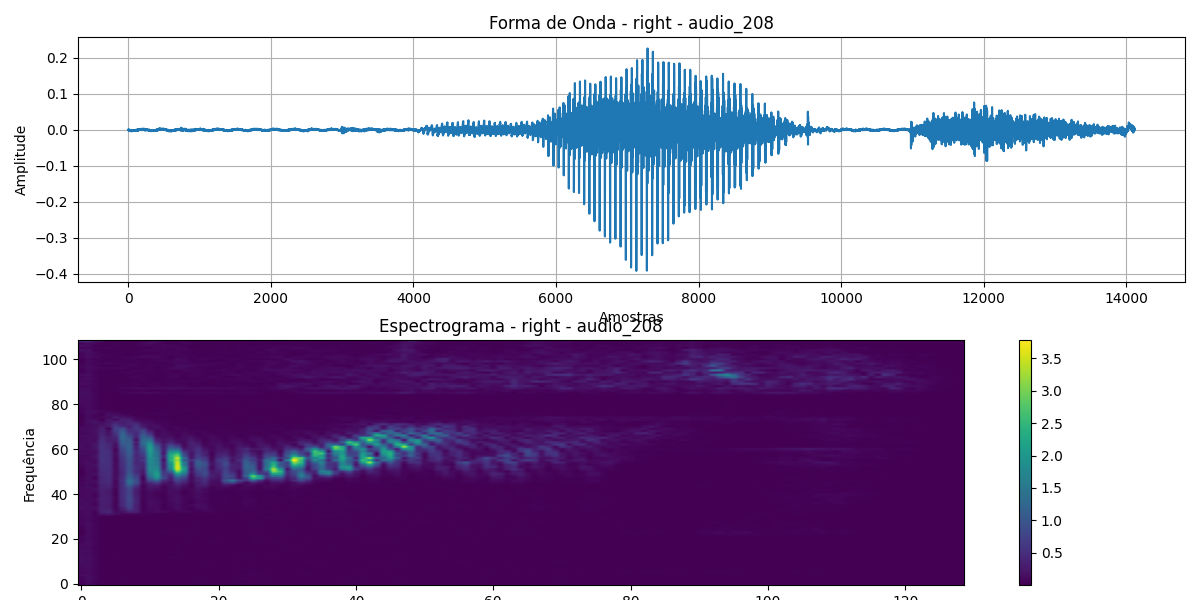 Forma de Onda - right - audio_208
Amplitude
0.2
0.1
0.0
−0.1
−0.2
−0.3
−0.4
0 2000 4000 6000 8000 10000 12000 14000
Amostras
Espectrograma - right - audio_208
Frequência
100
80
60
40
20
0
0 20 40 60 80 100 120
3.5
3.0
2.5
2.0
1.5
1.0
0.5